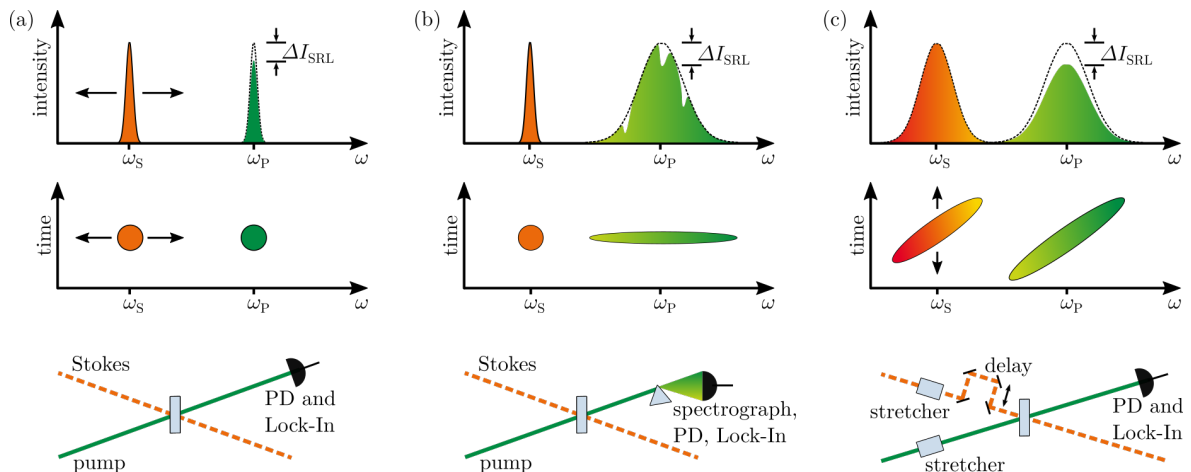 (a)
intensity
ΔI_SRL
ω_S
ω_P
ω
time
ω_S
ω_P
ω
Stokes
PD and
Lock-In
pump
(b)
intensity
ΔI_SRL
ω_S
ω_P
ω
time
ω_S
ω_P
ω
Stokes
spectrograph,
PD, Lock-In
pump
(c)
intensity
ΔI_SRL
ω_S
ω_P
ω
time
ω_S
ω_P
ω
delay
stretcher
PD and
Lock-In
stretcher